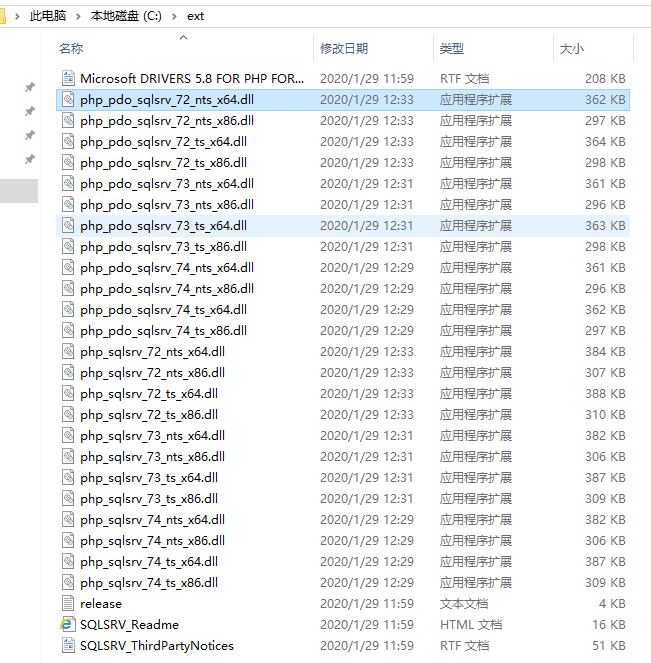 此电脑 本地磁盘 (C:) ext
名称 修改日期 类型 大小
Microsoft DRIVERS 5.8 FOR PHP FOR... 2020/1/29 11:59 RTF 文档 208 KB
php_pdo_sqlsrv_72_nts_x64.dll 2020/1/29 12:33 应用程序扩展 362 KB
php_pdo_sqlsrv_72_nts_x86.dll 2020/1/29 12:33 应用程序扩展 297 KB
php_pdo_sqlsrv_72_ts_x64.dll 2020/1/29 12:33 应用程序扩展 364 KB
php_pdo_sqlsrv_72_ts_x86.dll 2020/1/29 12:33 应用程序扩展 298 KB
php_pdo_sqlsrv_73_nts_x64.dll 2020/1/29 12:31 应用程序扩展 361 KB
php_pdo_sqlsrv_73_nts_x86.dll 2020/1/29 12:31 应用程序扩展 296 KB
php_pdo_sqlsrv_73_ts_x64.dll 2020/1/29 12:31 应用程序扩展 363 KB
php_pdo_sqlsrv_73_ts_x86.dll 2020/1/29 12:31 应用程序扩展 298 KB
php_pdo_sqlsrv_74_nts_x64.dll 2020/1/29 12:29 应用程序扩展 361 KB
php_pdo_sqlsrv_74_nts_x86.dll 2020/1/29 12:29 应用程序扩展 296 KB
php_pdo_sqlsrv_74_ts_x64.dll 2020/1/29 12:29 应用程序扩展 362 KB
php_pdo_sqlsrv_74_ts_x86.dll 2020/1/29 12:29 应用程序扩展 297 KB
php_sqlsrv_72_nts_x64.dll 2020/1/29 12:33 应用程序扩展 384 KB
php_sqlsrv_72_nts_x86.dll 2020/1/29 12:33 应用程序扩展 307 KB
php_sqlsrv_72_ts_x64.dll 2020/1/29 12:33 应用程序扩展 388 KB
php_sqlsrv_72_ts_x86.dll 2020/1/29 12:33 应用程序扩展 310 KB
php_sqlsrv_73_nts_x64.dll 2020/1/29 12:31 应用程序扩展 382 KB
php_sqlsrv_73_nts_x86.dll 2020/1/29 12:31 应用程序扩展 306 KB
php_sqlsrv_73_ts_x64.dll 2020/1/29 12:31 应用程序扩展 387 KB
php_sqlsrv_73_ts_x86.dll 2020/1/29 12:31 应用程序扩展 309 KB
php_sqlsrv_74_nts_x64.dll 2020/1/29 12:29 应用程序扩展 382 KB
php_sqlsrv_74_nts_x86.dll 2020/1/29 12:29 应用程序扩展 306 KB
php_sqlsrv_74_ts_x64.dll 2020/1/29 12:29 应用程序扩展 387 KB
php_sqlsrv_74_ts_x86.dll 2020/1/29 12:29 应用程序扩展 309 KB
release 2020/1/29 11:59 文本文档 4 KB
SQLSRV_Readme 2020/1/29 11:59 HTML 文档 16 KB
SQLSRV_ThirdPartyNotices 2020/1/29 11:59 RTF 文档 51 KB